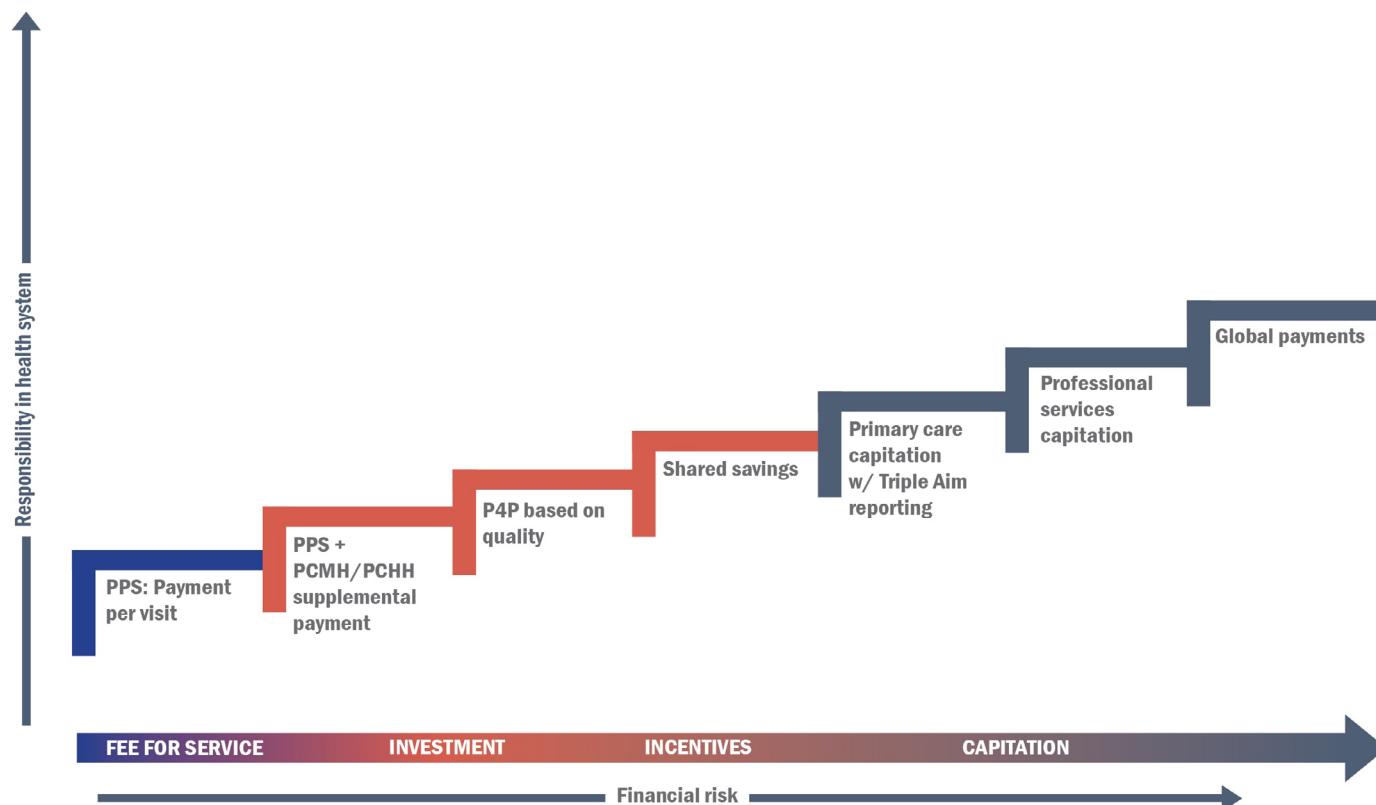 Responsibility in health system
Global payments
Professional
services
capitation
Primary care
capitation
w/ Triple Aim
reporting
Shared savings
P4P based on
quality
PPS +
PCMH/PCHH
supplemental
payment
PPS: Payment
per visit
FEE FOR SERVICE
INVESTMENT
INCENTIVES
CAPITATION
Financial risk